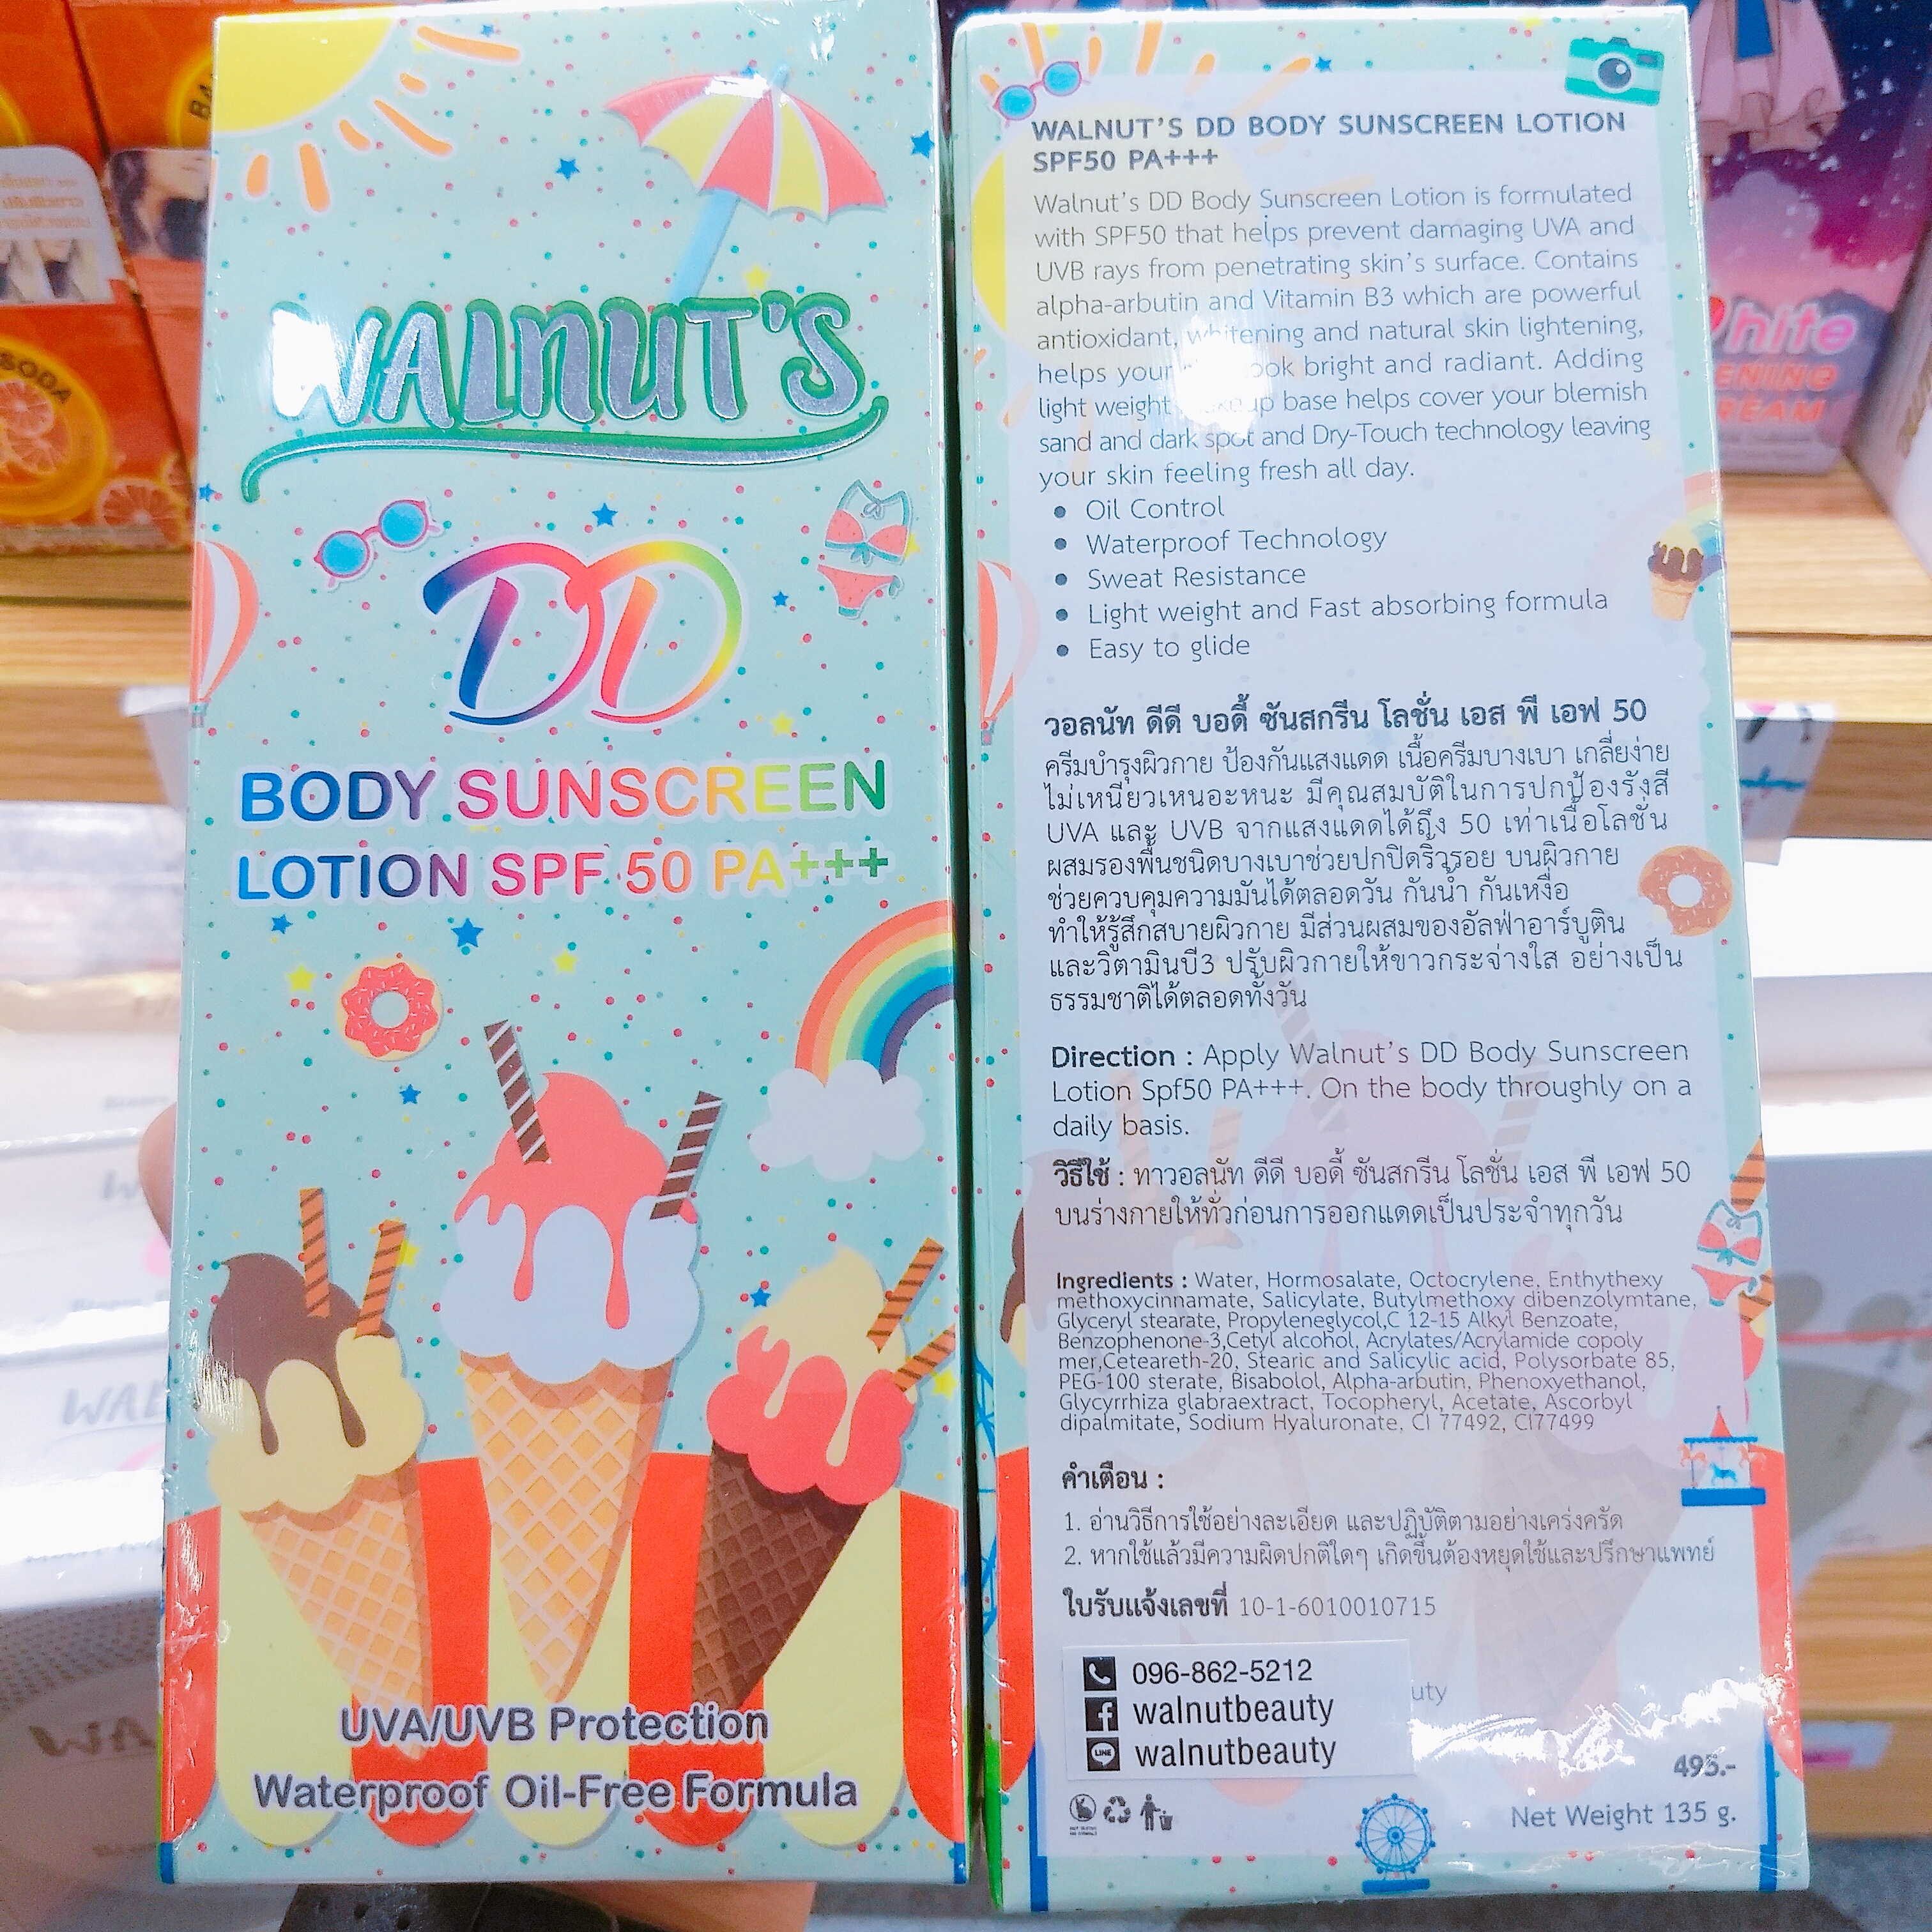 WALNUT'S
DD
BODY SUNSCREEN
LOTION SPF 50 PA+++
UVA/UVB Protection
Waterproof Oil-Free Formula
WALNUT'S DD BODY SUNSCREEN LOTION
SPF50 PA+++
Walnut's DD Body Sunscreen Lotion is formulated
with SPF50 that helps prevent damaging UVA and
UVB rays from penetrating skin's surface. Contains
alpha-arbutin and Vitamin B3 which are powerful
antioxidant, whitening and natural skin lightening,
helps your look bright and radiant. Adding
light weight makeup base helps cover your blemish
sand and dark spot and Dry-Touch technology leaving
your skin feeling fresh all day.
• Oil Control
• Waterproof Technology
• Sweat Resistance
• Light weight and Fast absorbing formula
• Easy to glide
วอลนัท ดีดี บอดี้ ซันสกรีน โลชั่น เอส พี เอฟ 50
ครีมบำรุงผิวกาย ป้องกันแสงแดด เนื้อครีมบางเบา เกลี่ยง่าย
ไม่เหนียวเหนอะหนะ มีคุณสมบัติในการปกป้องรังสี
UVA และ UVB จากแสงแดดได้ถึง 50 เท่าเนื้อโลชั่น
ผสมรองพื้นชนิดบางเบาช่วยปกปิดริ้วรอย บนผิวกาย
ช่วยควบคุมความมันได้ตลอดวัน กันน้ำ กันเหงื่อ
ทำให้รู้สึกสบายผิวกาย มีส่วนผสมของอัลฟ่าอาร์บูติน
และวิตามินบี3 ปรับผิวกายให้ขาวกระจ่างใส อย่างเป็น
ธรรมชาติได้ตลอดทั้งวัน
Direction : Apply Walnut's DD Body Sunscreen
Lotion Spf50 PA+++. On the body throughly on a
daily basis.
วิธีใช้ : ทาวอลนัท ดีดี บอดี้ ซันสกรีน โลชั่น เอส พี เอฟ 50
บนร่างกายให้ทั่วก่อนการออกแดดเป็นประจำทุกวัน
Ingredients : Water, Hormosalate, Octocrylene, Enthythexy
methoxycinnamate, Salicylate, Butylmethoxy dibenzolymtane,
Glyceryl stearate, Propyleneglycol,C 12-15 Alkyl Benzoate,
Benzophenone-3,Cetyl alcohol, Acrylates/Acrylamide copoly
mer,Ceteareth-20, Stearic and Salicylic acid, Polysorbate 85,
PEG-100 sterate, Bisabolol, Alpha-arbutin, Phenoxyethanol,
Glycyrrhiza glabraextract, Tocopheryl, Acetate, Ascorbyl
dipalmitate, Sodium Hyaluronate, CI 77492, CI77499
คำเตือน :
1. อ่านวิธีการใช้อย่างละเอียด และปฏิบัติตามอย่างเคร่งครัด
2. หากใช้แล้วมีความผิดปกติใดๆ เกิดขึ้นต้องหยุดใช้และปรึกษาแพทย์
ใบรับแจ้งเลขที่ 10-1-6010010715
096-862-5212
walnutbeauty
LINE walnutbeauty
uty
495.-
Net Weight 135 g.
SODA